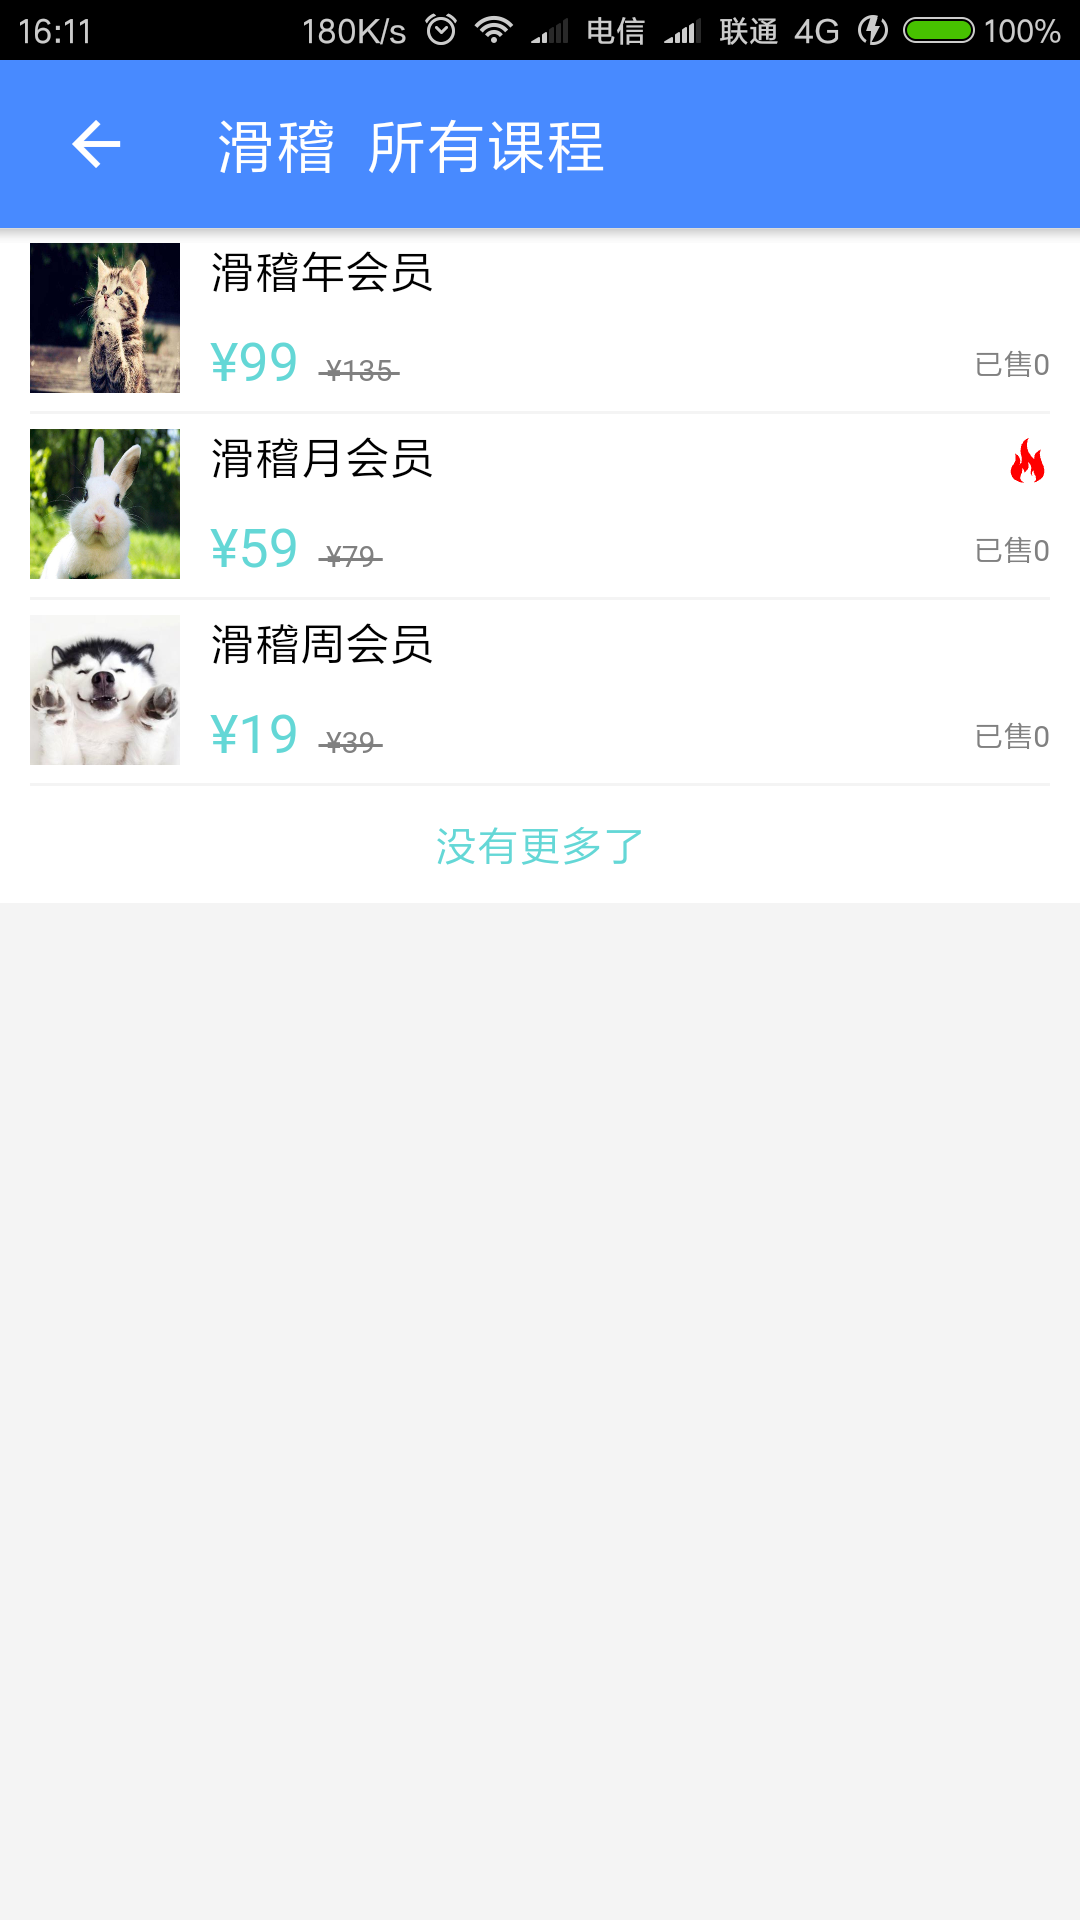 16:11 180K/s 电信 联通 4G 100%
滑稽 所有课程
滑稽年会员
¥99 ¥135 已售0
滑稽月会员
¥59 ¥79 已售0
滑稽周会员
¥19 ¥39 已售0
没有更多了